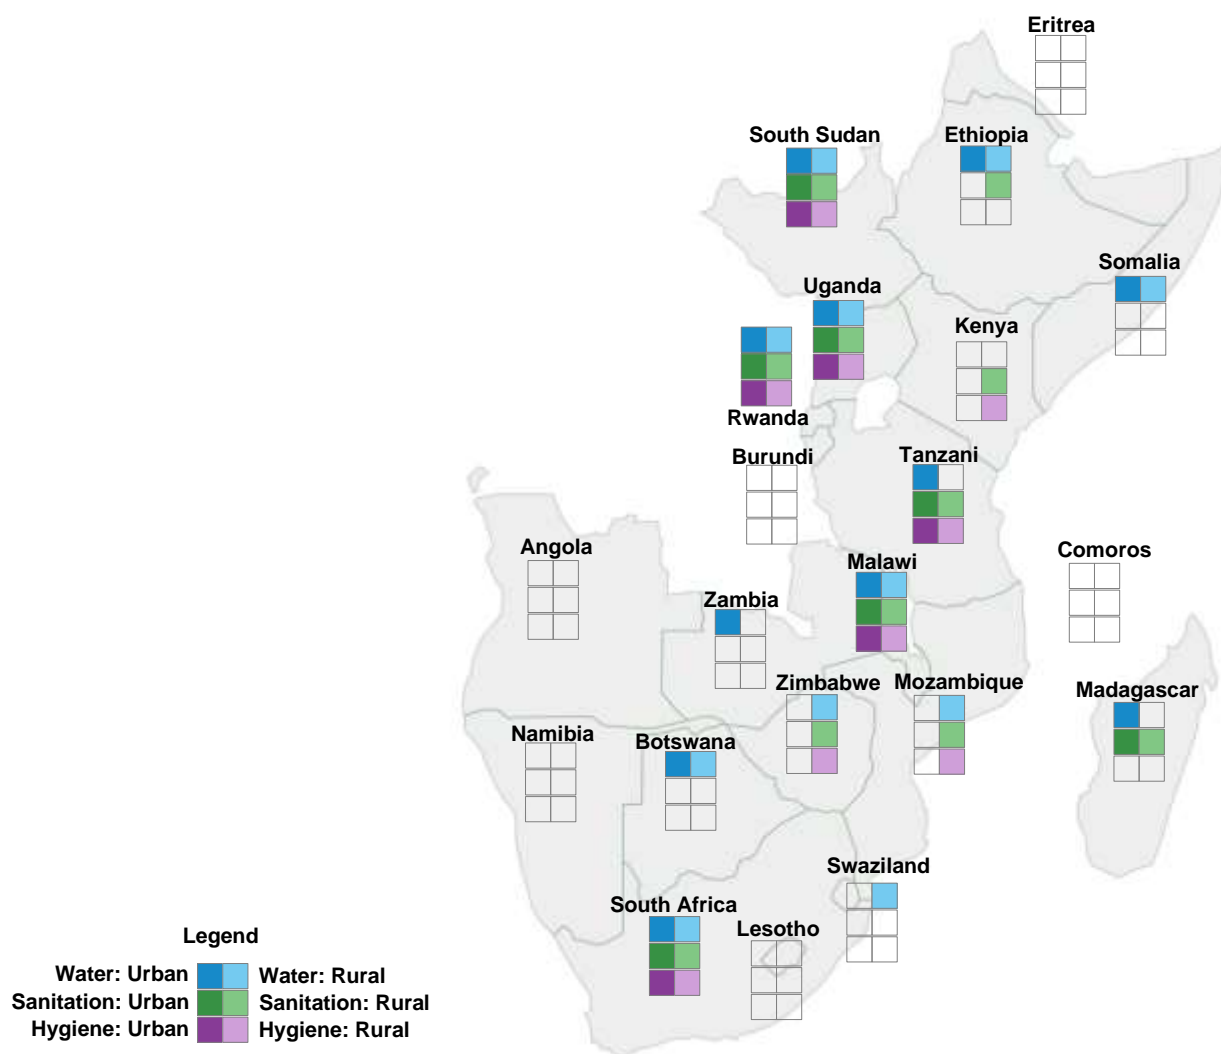 Eritrea
South Sudan
Ethiopia
Somalia
Uganda
Kenya
Rwanda
Burundi
Tanzani
Angola
Comoros
Malawi
Zambia
Zimbabwe
Mozambique
Madagascar
Namibia
Botswana
Swaziland
South Africa
Lesotho
Legend
Water: Urban Water: Rural
Sanitation: Urban Sanitation: Rural
Hygiene: Urban Hygiene: Rural